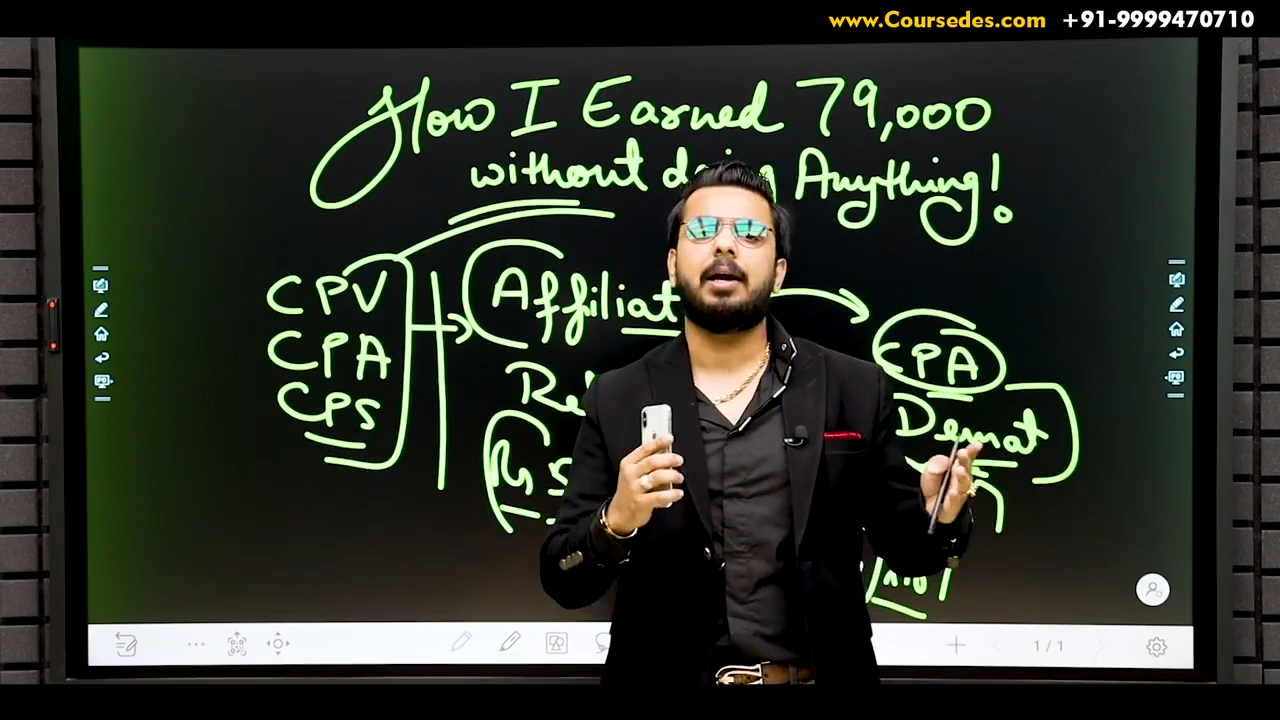 www.Coursedes.com +91-9999470710
How I Earned 79,000
without doing Anything!
CPV
CPA
CPS
Affiliat
CPA
Demat
1/1